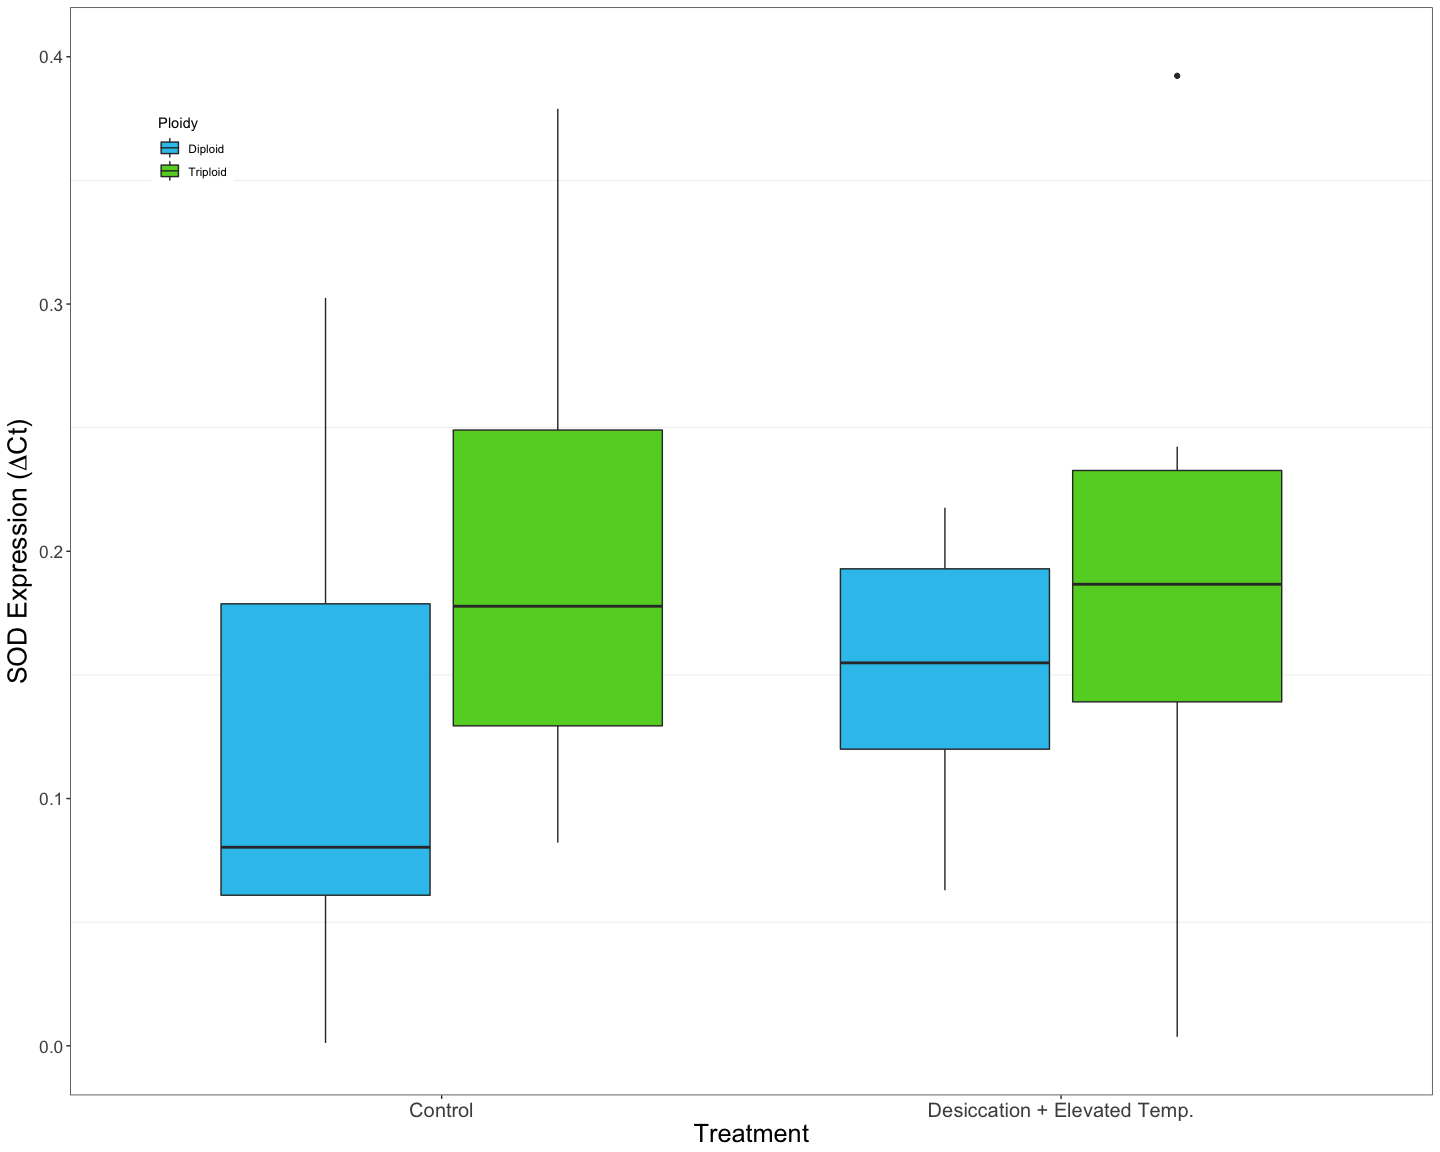 SOD Expression (ΔCt)
0.4
0.3
0.2
0.1
0.0
Ploidy
Diploid
Triploid
Control
Desiccation + Elevated Temp.
Treatment